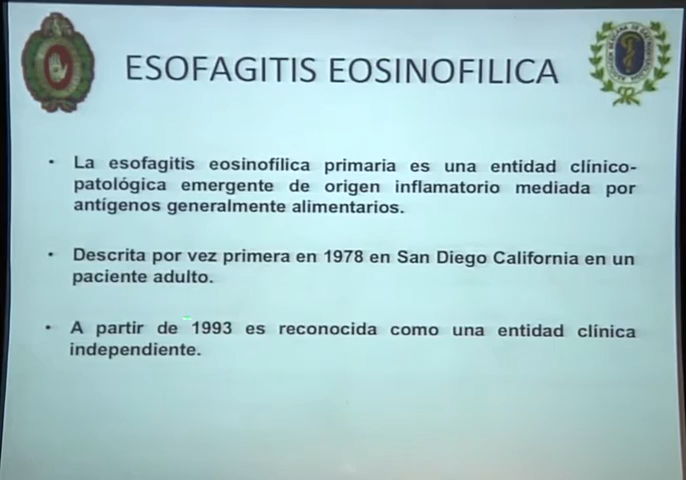 ESOFAGITIS EOSINOFILICA
• La esofagitis eosinofílica primaria es una entidad clínico-
patológica emergente de origen inflamatorio mediada por
antígenos generalmente alimentarios.
• Descrita por vez primera en 1978 en San Diego California en un
paciente adulto.
• A partir de 1993 es reconocida como una entidad clínica
independiente.